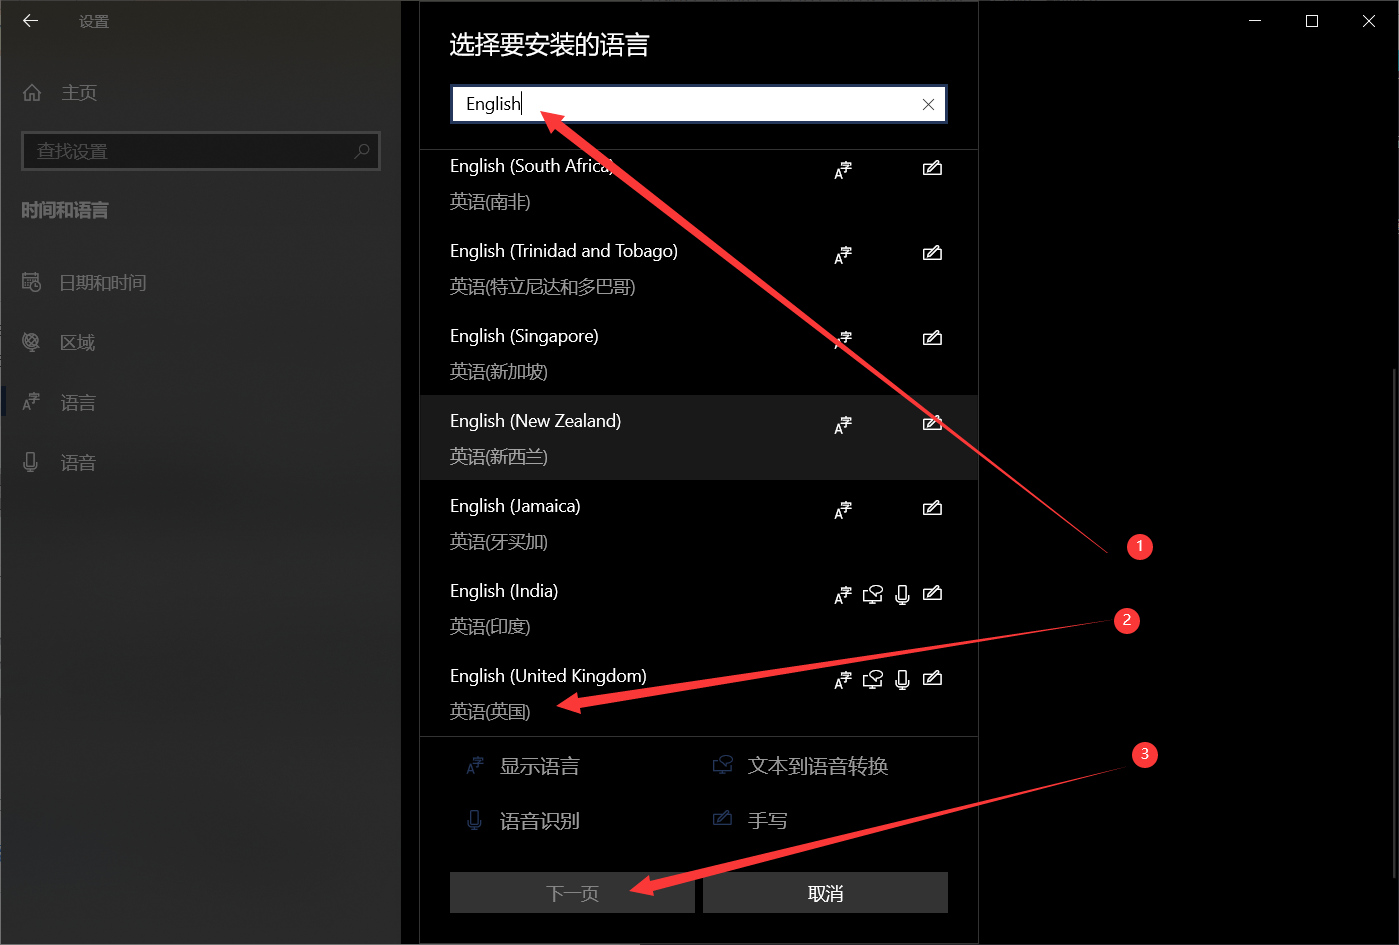 设置
主页
查找设置
时间和语言
日期和时间
区域
语言
语音
选择要安装的语言
English
English (South Africa)
英语(南非)
English (Trinidad and Tobago)
英语(特立尼达和多巴哥)
English (Singapore)
英语(新加坡)
English (New Zealand)
英语(新西兰)
English (Jamaica)
英语(牙买加)
English (India)
英语(印度)
English (United Kingdom)
英语(英国)
显示语言
文本到语音转换
语音识别
手写
下一页
取消
1
2
3